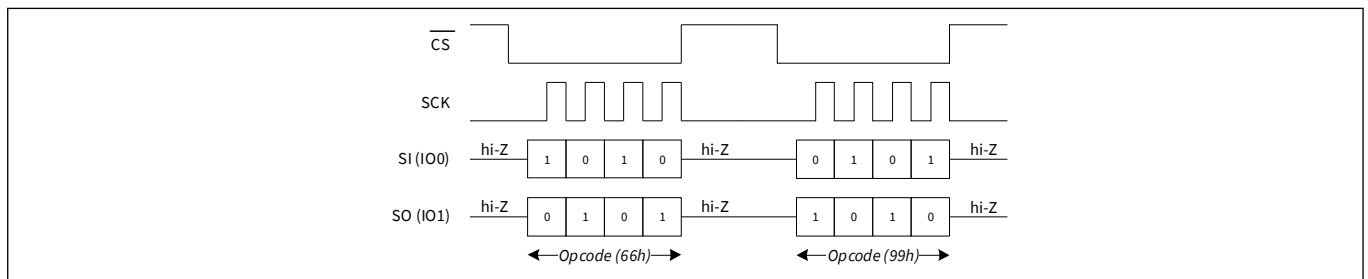 CS
SCK
SI (IO0) hi-Z 1 0 1 0 hi-Z 0 1 0 1 hi-Z
SO (IO1) hi-Z 0 1 0 1 hi-Z 1 0 1 0 hi-Z
Opcode (66h) Opcode (99h)